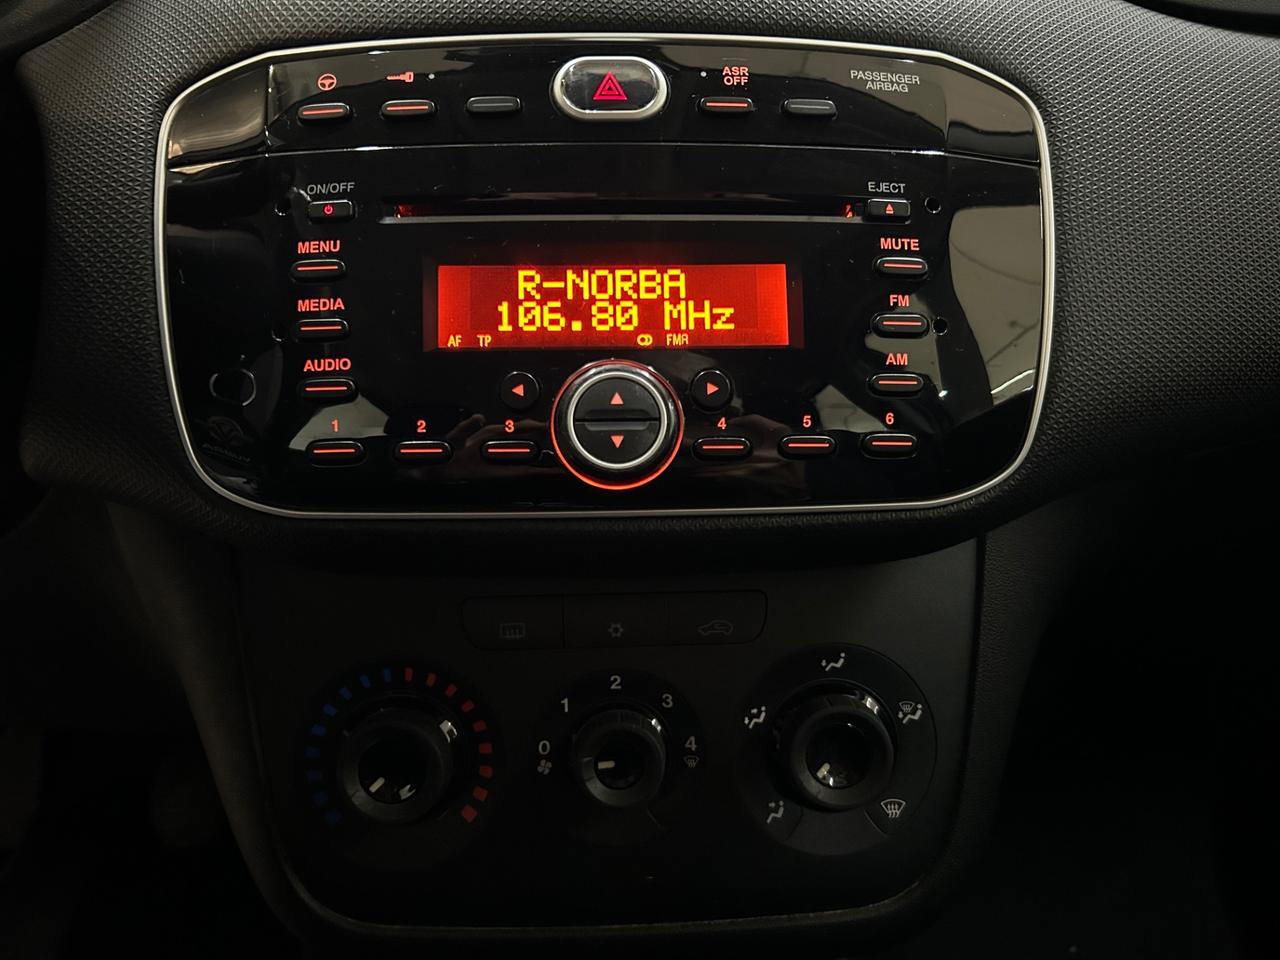 ASR
OFF
PASSENGER
AIRBAG
ON/OFF
EJECT
MENU
MUTE
MEDIA
FM
AUDIO
AM
R-NORBA
106.80 MHz
AF TP FMA
1 2 3 4 5 6
0 1 2 3 4